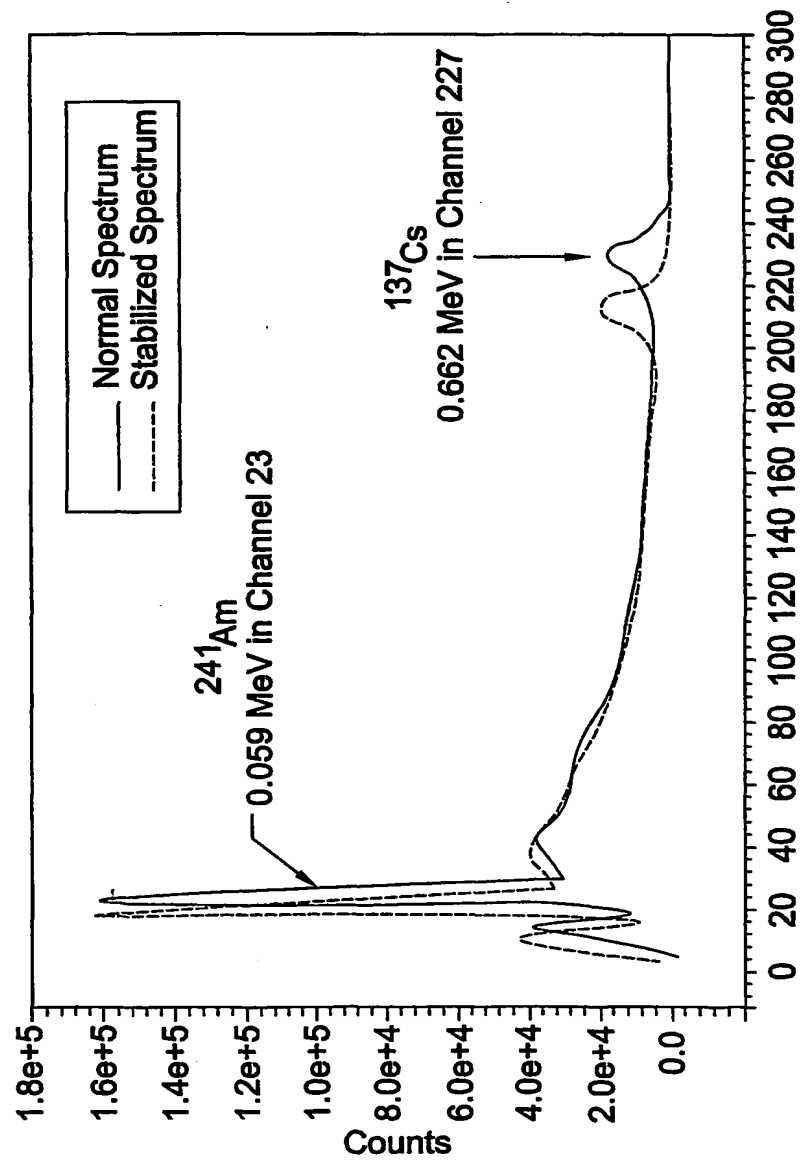 1.8e+5
1.6e+5
1.4e+5
1.2e+5
1.0e+5
8.0e+4
6.0e+4
4.0e+4
2.0e+4
0.0
Counts
Normal Spectrum
Stabilized Spectrum
241Am
0.059 MeV in Channel 23
137Cs
0.662 MeV in Channel 227
0 20 40 60 80 100 120 140 160 180 200 220 240 260 280 300